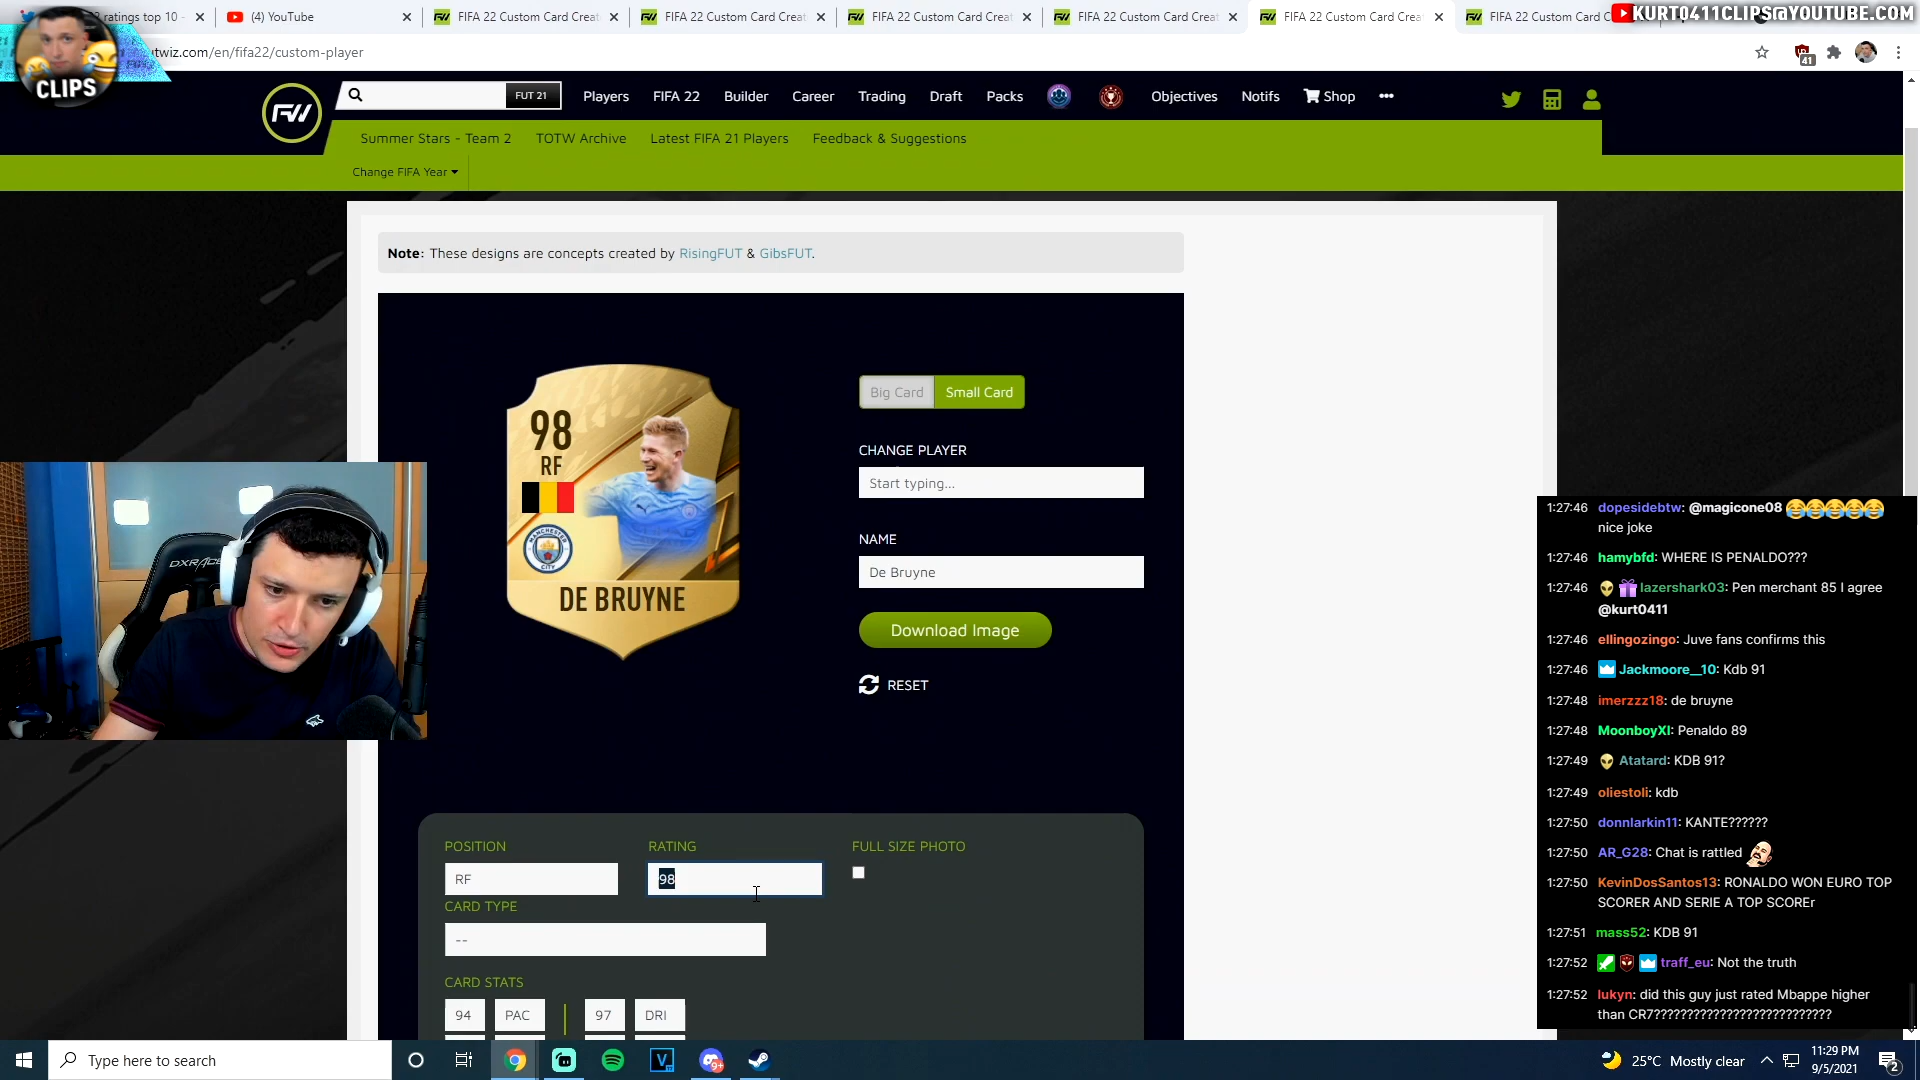 ratings top 10 -
(4) YouTube
FIFA 22 Custom Card Creat
FIFA 22 Custom Card Creat
FIFA 22 Custom Card Creat
FIFA 22 Custom Card Creat
FIFA 22 Custom Card Crea
FIFA 22 Custom Card C
KURT0411CLIPS@YOUTUBE.COM
twiz.com/en/fifa22/custom-player
41
CLIPS
FW
FUT 21
Players
FIFA 22
Builder
Career
Trading
Draft
Packs
Objectives
Notifs
Shop
Summer Stars - Team 2
TOTW Archive
Latest FIFA 21 Players
Feedback & Suggestions
Change FIFA Year
Note: These designs are concepts created by RisingFUT & GibsFUT.
98
RF
MANCHESTER
CITY
DE BRUYNE
Big Card
Small Card
CHANGE PLAYER
Start typing...
NAME
De Bruyne
Download Image
RESET
DXRACER
POSITION
RATING
FULL SIZE PHOTO
RF
98
CARD TYPE
--
CARD STATS
94
PAC
97
DRI
1:27:46 dopesidebtw: @magicone08
nice joke
1:27:46 hamybfd: WHERE IS PENALDO???
1:27:46 lazershark03: Pen merchant 85 I agree
@kurt0411
1:27:46 ellingozingo: Juve fans confirms this
1:27:46 Jackmoore__10: Kdb 91
1:27:48 imerzzz18: de bruyne
1:27:48 MoonboyXI: Penaldo 89
1:27:49 Atatard: KDB 91?
1:27:49 oliestoli: kdb
1:27:50 donnlarkin11: KANTE??????
1:27:50 AR_G28: Chat is rattled
1:27:50 KevinDosSantos13: RONALDO WON EURO TOP
SCORER AND SERIE A TOP SCOREr
1:27:51 mass52: KDB 91
1:27:52 traff_eu: Not the truth
1:27:52 lukyn: did this guy just rated Mbappe higher
than CR7???????????????????????????
Type here to search
25°C Mostly clear
11:29 PM
9/5/2021
2